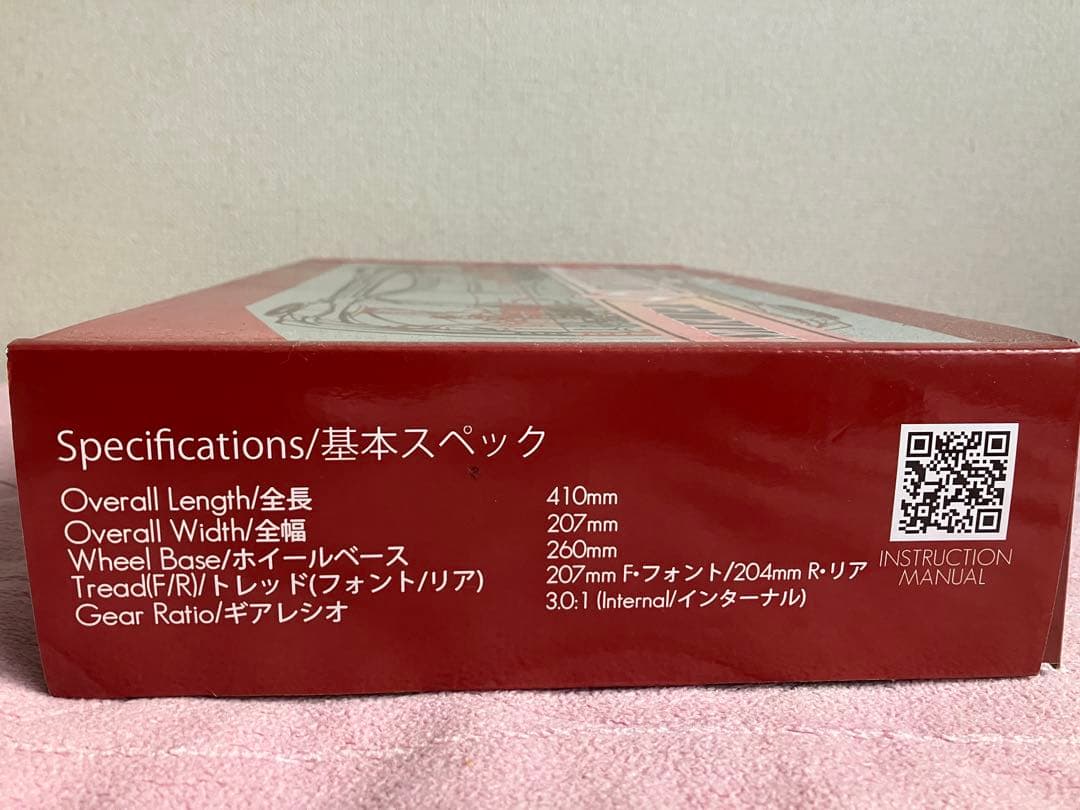 Specifications/基本スペック
Overall Length/全長 410mm
Overall Width/全幅 207mm
Wheel Base/ホイールベース 260mm
Tread(F/R)/トレッド(フォント/リア) 207mm F•フォント/204mm R•リア
Gear Ratio/ギアレシオ 3.0:1 (Internal/インターナル)
INSTRUCTION
MANUAL